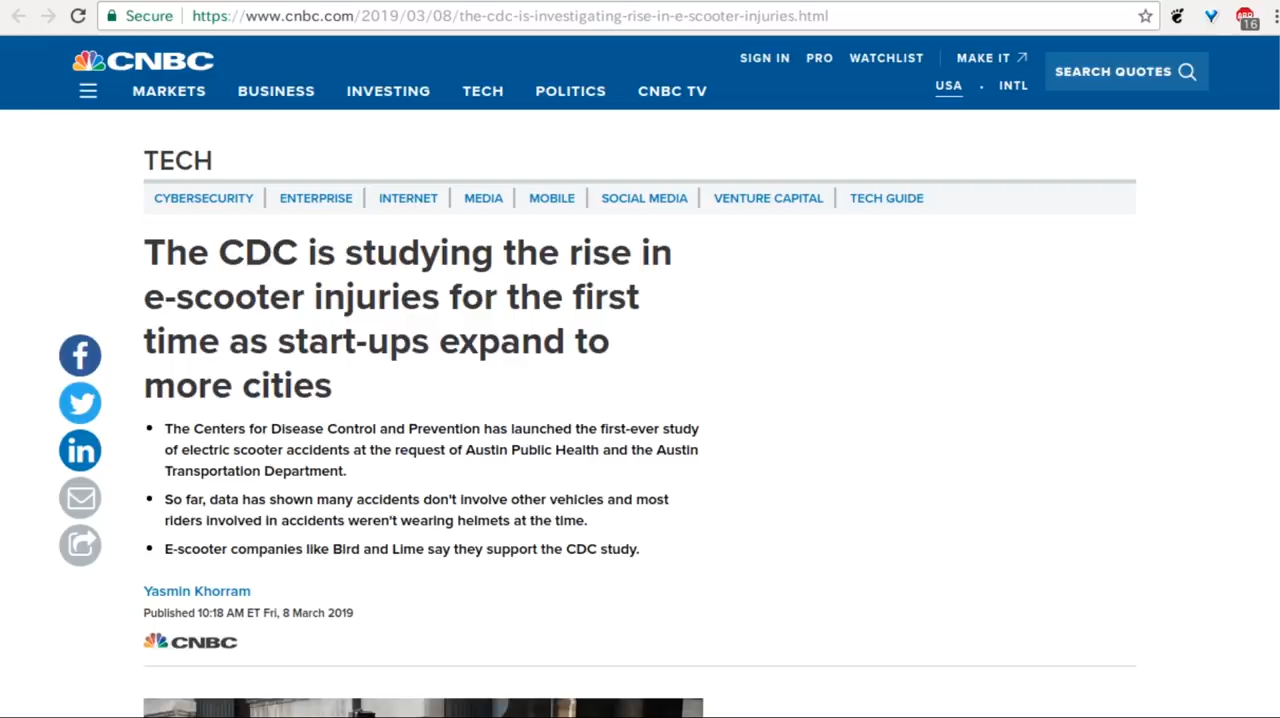 Secure https://www.cnbc.com/2019/03/08/the-cdc-is-investigating-rise-in-e-scooter-injuries.html
ABP
16
CNBC
SIGN IN PRO WATCHLIST MAKE IT
SEARCH QUOTES
USA · INTL
MARKETS BUSINESS INVESTING TECH POLITICS CNBC TV
TECH
CYBERSECURITY ENTERPRISE INTERNET MEDIA MOBILE SOCIAL MEDIA VENTURE CAPITAL TECH GUIDE
The CDC is studying the rise in
e-scooter injuries for the first
time as start-ups expand to
more cities
• The Centers for Disease Control and Prevention has launched the first-ever study
of electric scooter accidents at the request of Austin Public Health and the Austin
Transportation Department.
• So far, data has shown many accidents don't involve other vehicles and most
riders involved in accidents weren't wearing helmets at the time.
• E-scooter companies like Bird and Lime say they support the CDC study.
Yasmin Khorram
Published 10:18 AM ET Fri, 8 March 2019
CNBC